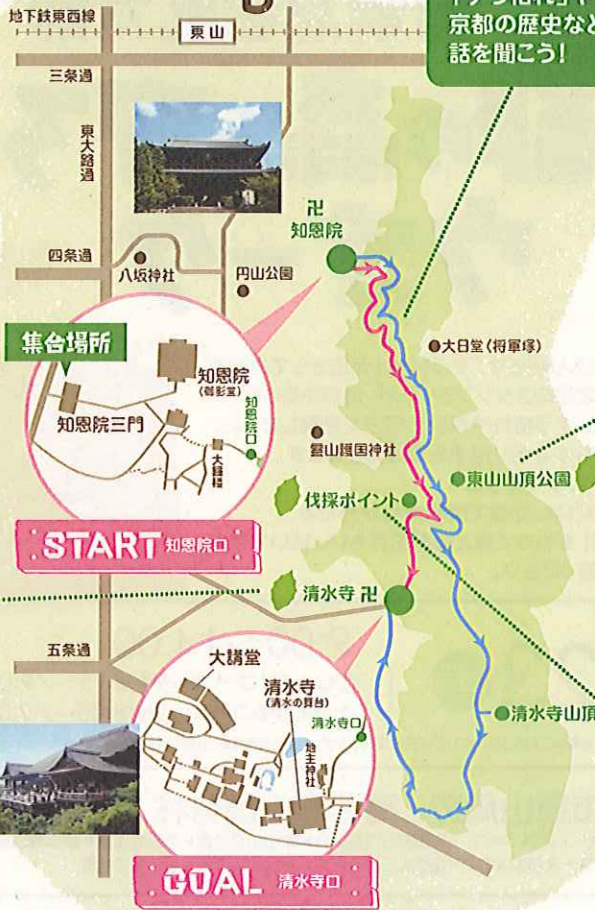 地下鉄東西線
東山
京都の歴史など
話を聞こう!
三条通
東大路通
卍
知恩院
四条通
八坂神社
円山公園
集合場所
大日堂(将軍塚)
知恩院
(御影堂)
知恩院口
知恩院三門
大鐘楼
霊山護国神社
東山山頂公園
伐採ポイント
START 知恩院口
清水寺 卍
五条通
大講堂
清水寺
(清水の舞台)
清水寺口
地主神社
清水寺山頂
GOAL 清水寺口